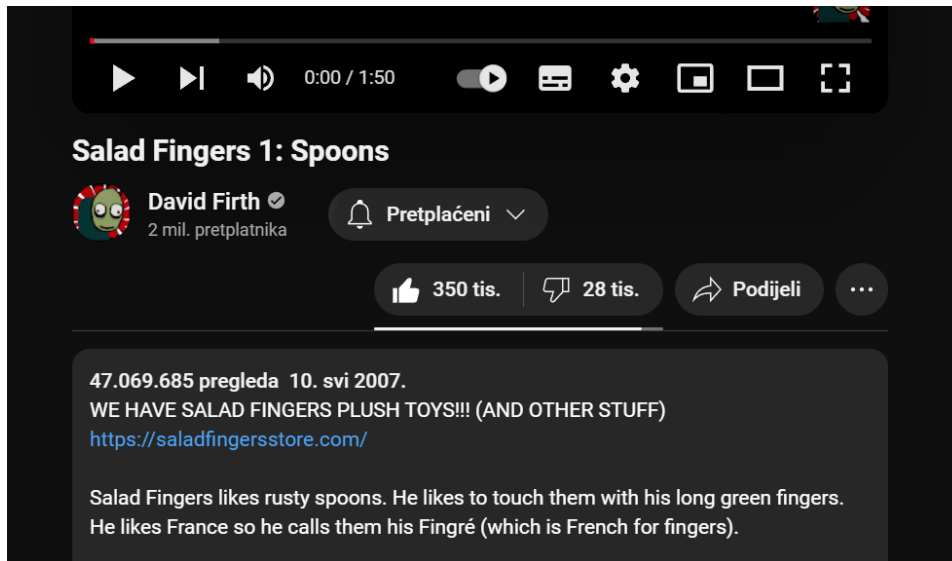 0:00 / 1:50
Salad Fingers 1: Spoons
David Firth
2 mil. pretplatnika
Pretplaćeni
350 tis.
28 tis.
Podijeli
47.069.685 pregleda 10. svi 2007.
WE HAVE SALAD FINGERS PLUSH TOYS!!! (AND OTHER STUFF)
https://saladfingersstore.com/
Salad Fingers likes rusty spoons. He likes to touch them with his long green fingers.
He likes France so he calls them his Fingré (which is French for fingers).